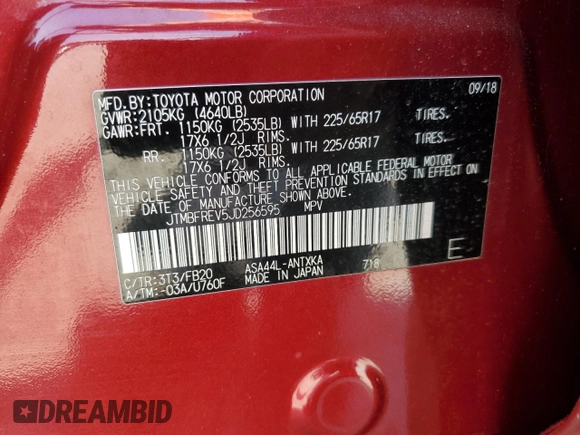 MFD. BY: TOYOTA MOTOR CORPORATION 09/18
GVWR: 2105KG (4640LB)
GAWR: FRT. 1150KG (2535LB) WITH 225/65R17 TIRES.
17X6 1/2J RIMS.
RR. 1150KG (2535LB) WITH 225/65R17 TIRES.
17X6 1/2J RIMS.
THIS VEHICLE CONFORMS TO ALL APPLICABLE FEDERAL MOTOR
VEHICLE SAFETY AND THEFT PREVENTION STANDARDS IN EFFECT ON
THE DATE OF MANUFACTURE SHOWN ABOVE.
JTMBFREV5JD256595 MPV
C/TR: 3T3/FB20 ASA44L-ANTXKA 718 E
A/TM: -03A/U760F MADE IN JAPAN
DREAMBID